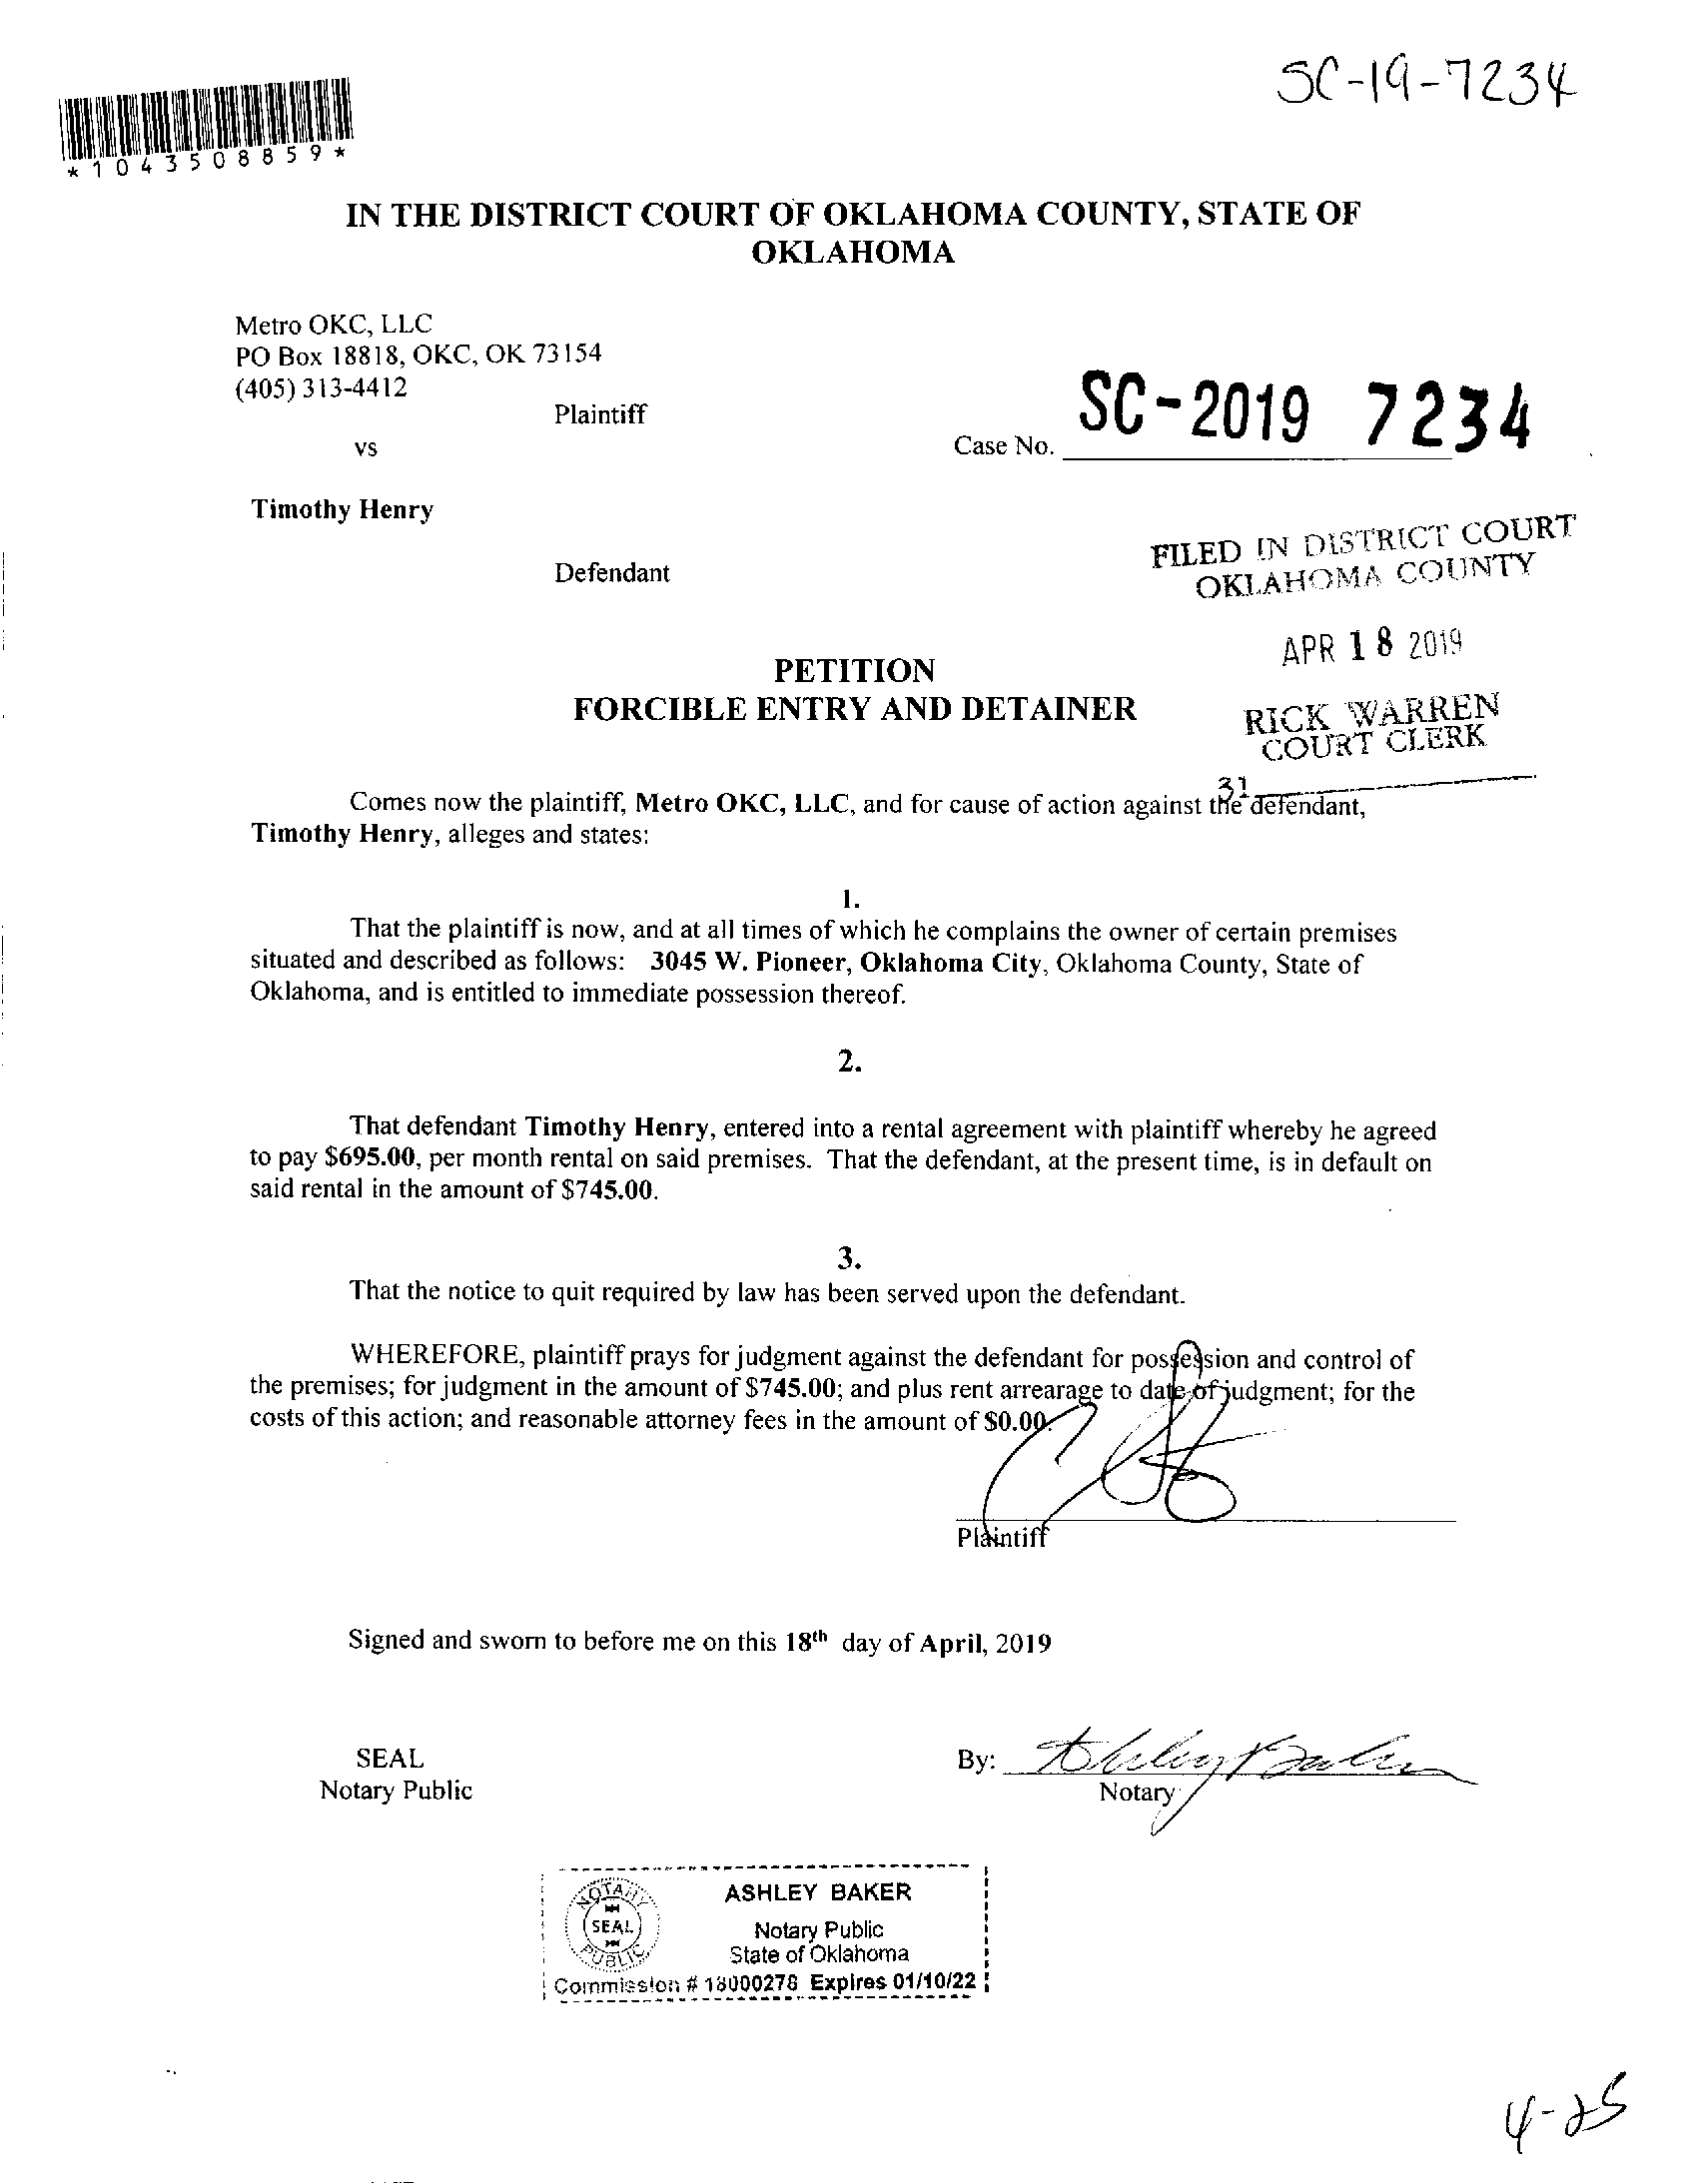 SC-19-7234
*1043508859*
IN THE DISTRICT COURT OF OKLAHOMA COUNTY, STATE OF
OKLAHOMA
Metro OKC, LLC
PO Box 18818, OKC, OK 73154
(405) 313-4412
Plaintiff
vs
Case No. SC-2019 7234
Timothy Henry
Defendant
FILED IN DISTRICT COURT
OKLAHOMA COUNTY
APR 18 2019
RICK WARREN
COURT CLERK
31
PETITION
FORCIBLE ENTRY AND DETAINER
Comes now the plaintiff, Metro OKC, LLC, and for cause of action against the defendant,
Timothy Henry, alleges and states:
1.
That the plaintiff is now, and at all times of which he complains the owner of certain premises
situated and described as follows: 3045 W. Pioneer, Oklahoma City, Oklahoma County, State of
Oklahoma, and is entitled to immediate possession thereof.
2.
That defendant Timothy Henry, entered into a rental agreement with plaintiff whereby he agreed
to pay $695.00, per month rental on said premises. That the defendant, at the present time, is in default on
said rental in the amount of $745.00.
3.
That the notice to quit required by law has been served upon the defendant.
WHEREFORE, plaintiff prays for judgment against the defendant for possession and control of
the premises; for judgment in the amount of $745.00; and plus rent arrearage to date of judgment; for the
costs of this action; and reasonable attorney fees in the amount of $0.00.
Plaintiff
Signed and sworn to before me on this 18th day of April, 2019
SEAL
Notary Public
By: Ashley Baker
Notary
NOTARY
SEAL
PUBLIC
ASHLEY BAKER
Notary Public
State of Oklahoma
Commission # 18000278 Expires 01/10/22
4-25